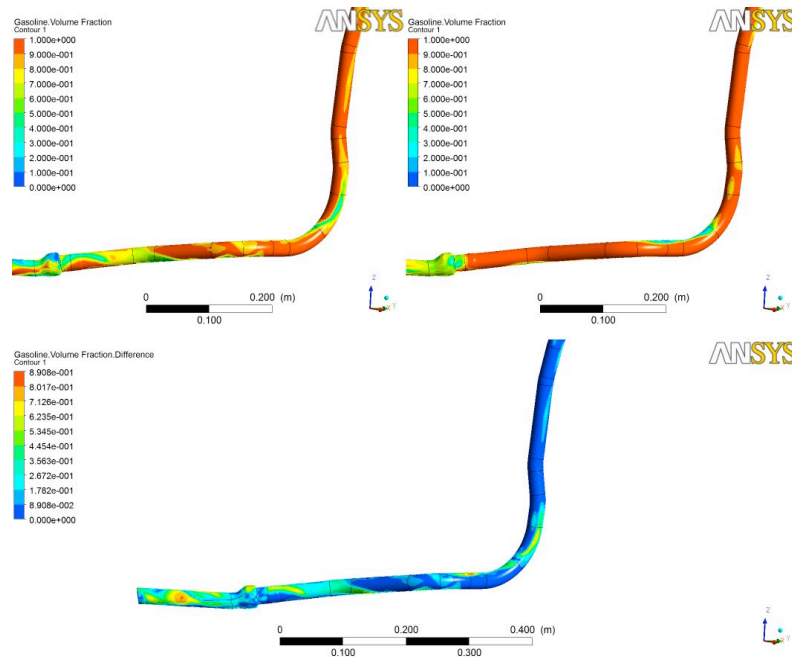 Gasoline.Volume Fraction
Contour 1
1.000e+000
9.000e-001
8.000e-001
7.000e-001
6.000e-001
5.000e-001
4.000e-001
3.000e-001
2.000e-001
1.000e-001
0.000e+000
ANSYS
0 0.200 (m)
0.100
Z
X Y
Gasoline.Volume Fraction
Contour 1
1.000e+000
9.000e-001
8.000e-001
7.000e-001
6.000e-001
5.000e-001
4.000e-001
3.000e-001
2.000e-001
1.000e-001
0.000e+000
ANSYS
0 0.200 (m)
0.100
Z
X Y
Gasoline.Volume Fraction.Difference
Contour 1
8.908e-001
8.017e-001
7.126e-001
6.235e-001
5.345e-001
4.454e-001
3.563e-001
2.672e-001
1.782e-001
8.908e-002
0.000e+000
ANSYS
0 0.200 0.400 (m)
0.100 0.300
Z
X Y